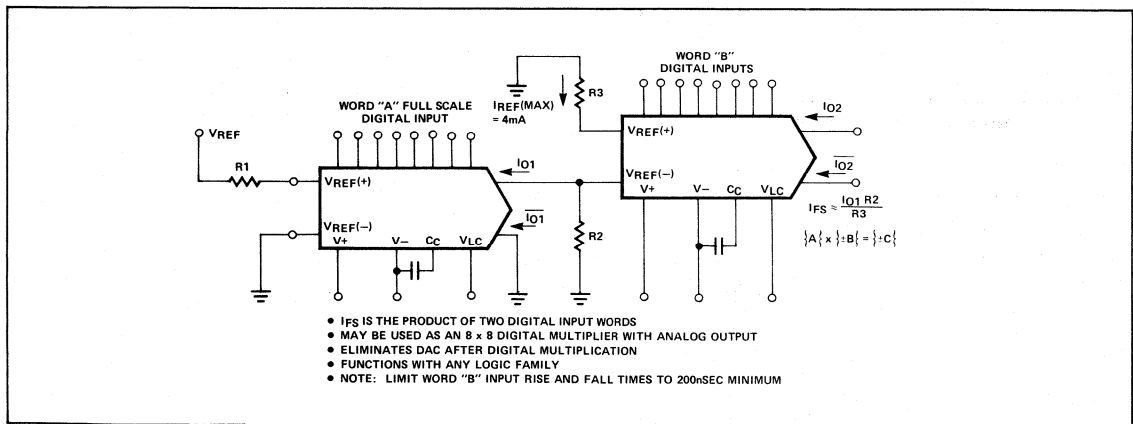 WORD "B"
DIGITAL INPUTS
WORD "A" FULL SCALE
DIGITAL INPUT
IREF(MAX)
= 4mA
R3
IO2
VREF
VREF(+)
R1
IO1
VREF(+)
VREF(−)
IO2
V+
V−
CC
VLC
IFS ≈ IO1 R2
R3
VREF(−)
IO1
R2
{A{ x }±B{ = }±C{
V+
V−
CC
VLC
• IFS IS THE PRODUCT OF TWO DIGITAL INPUT WORDS
• MAY BE USED AS AN 8 x 8 DIGITAL MULTIPLIER WITH ANALOG OUTPUT
• ELIMINATES DAC AFTER DIGITAL MULTIPLICATION
• FUNCTIONS WITH ANY LOGIC FAMILY
• NOTE: LIMIT WORD "B" INPUT RISE AND FALL TIMES TO 200nSEC MINIMUM